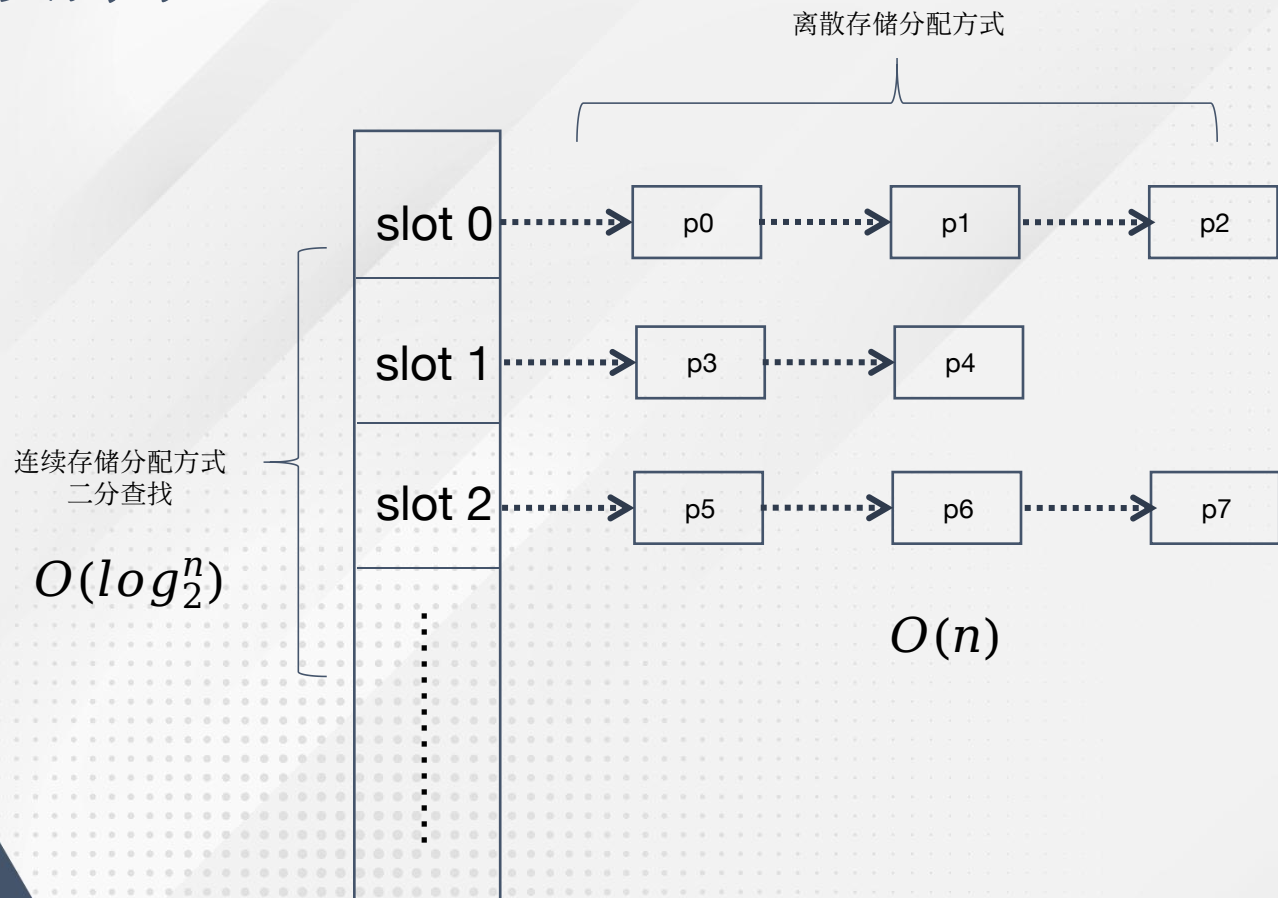 离散存储分配方式
slot 0
p0
p1
p2
slot 1
p3
p4
连续存储分配方式
二分查找
slot 2
p5
p6
p7
O(log₂ⁿ)
O(n)